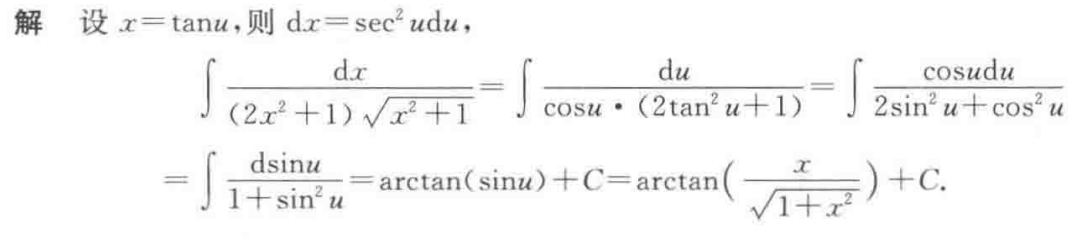 解 设 x=tanu,则 dx=sec²udu,
∫ dx/((2x²+1)√(x²+1)) = ∫ du/(cosu·(2tan²u+1)) = ∫ cosudu/(2sin²u+cos²u)
= ∫ dsinu/(1+sin²u) = arctan(sinu)+C=arctan(x/√(1+x²))+C.